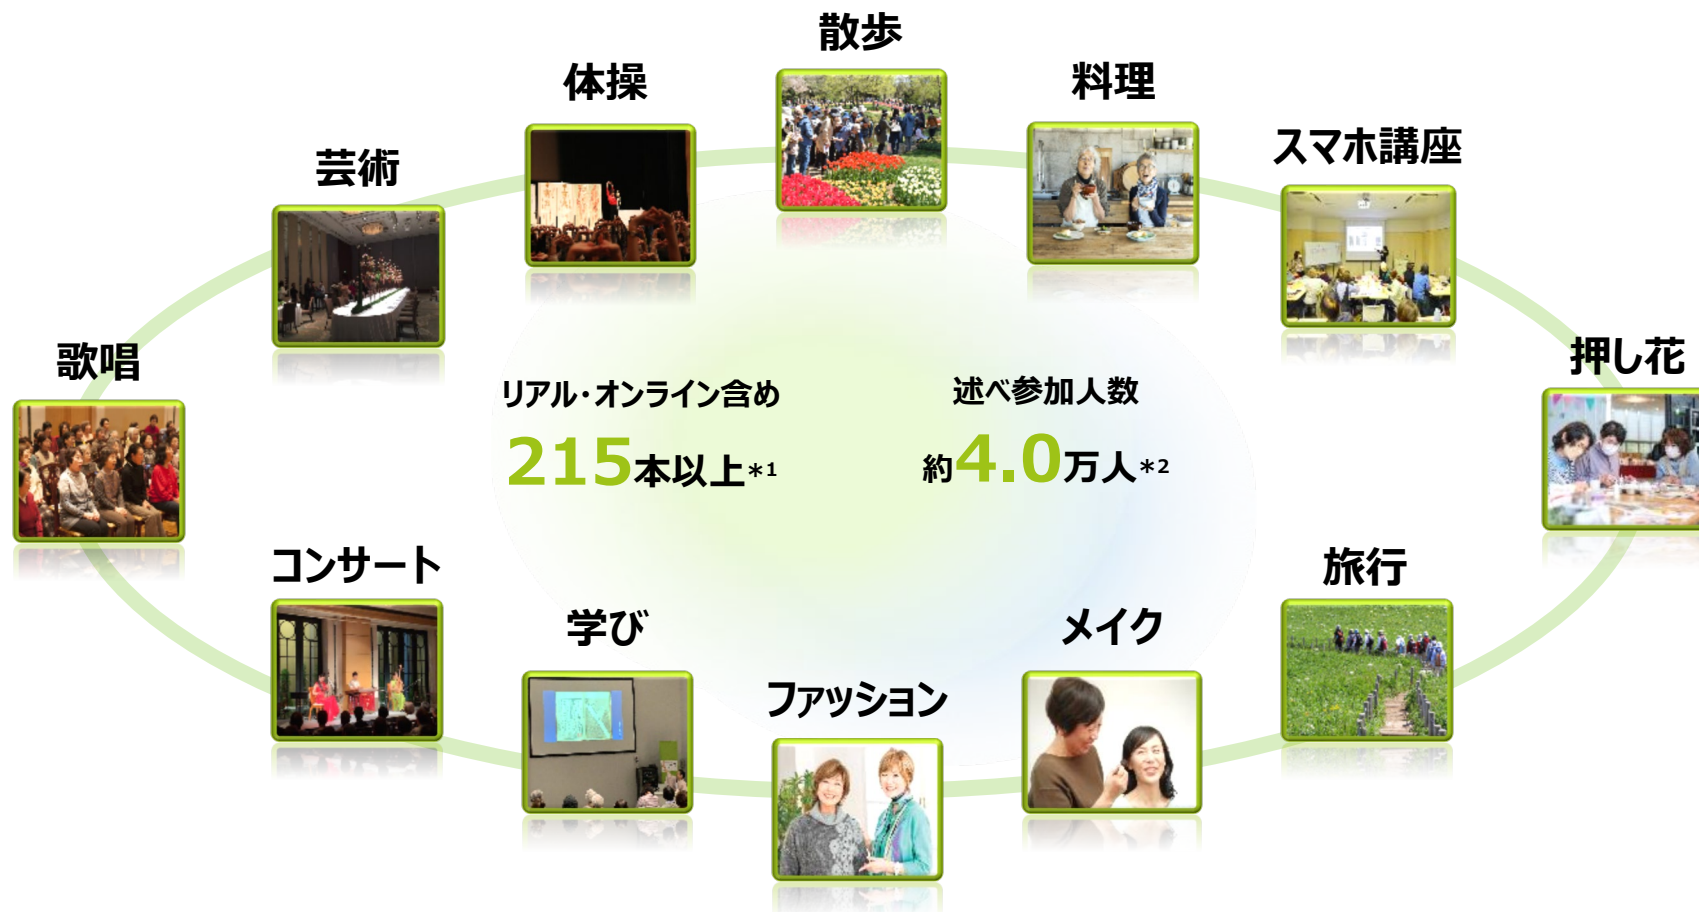 散歩
体操
料理
芸術
スマホ講座
歌唱
押し花
リアル・オンライン含め
215本以上*1
述べ参加人数
約4.0万人*2
コンサート
旅行
学び
メイク
ファッション